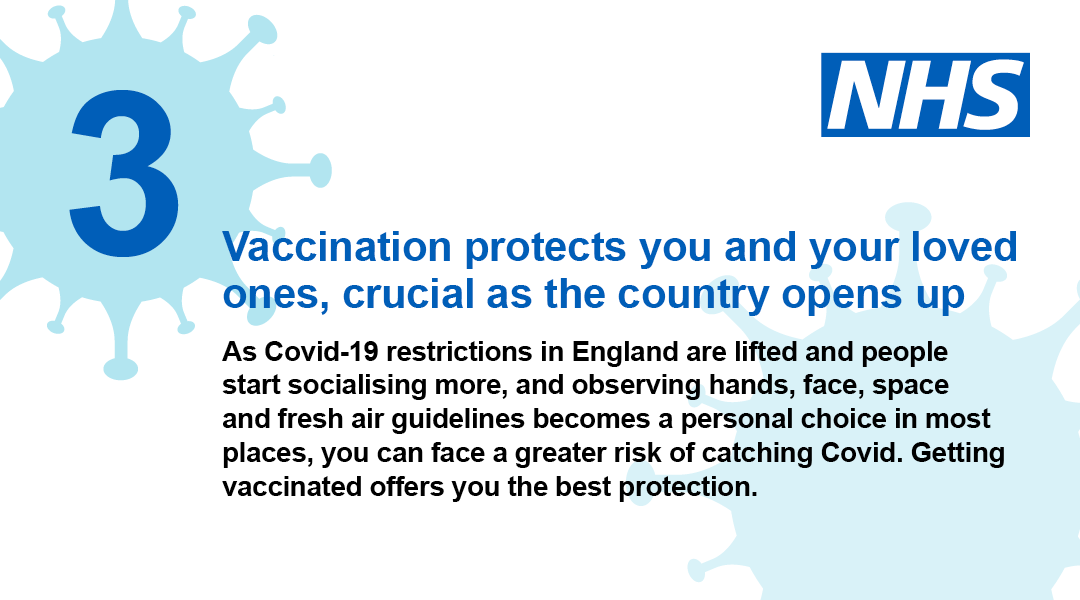 3
NHS
Vaccination protects you and your loved
ones, crucial as the country opens up
As Covid-19 restrictions in England are lifted and people
start socialising more, and observing hands, face, space
and fresh air guidelines becomes a personal choice in most
places, you can face a greater risk of catching Covid. Getting
vaccinated offers you the best protection.